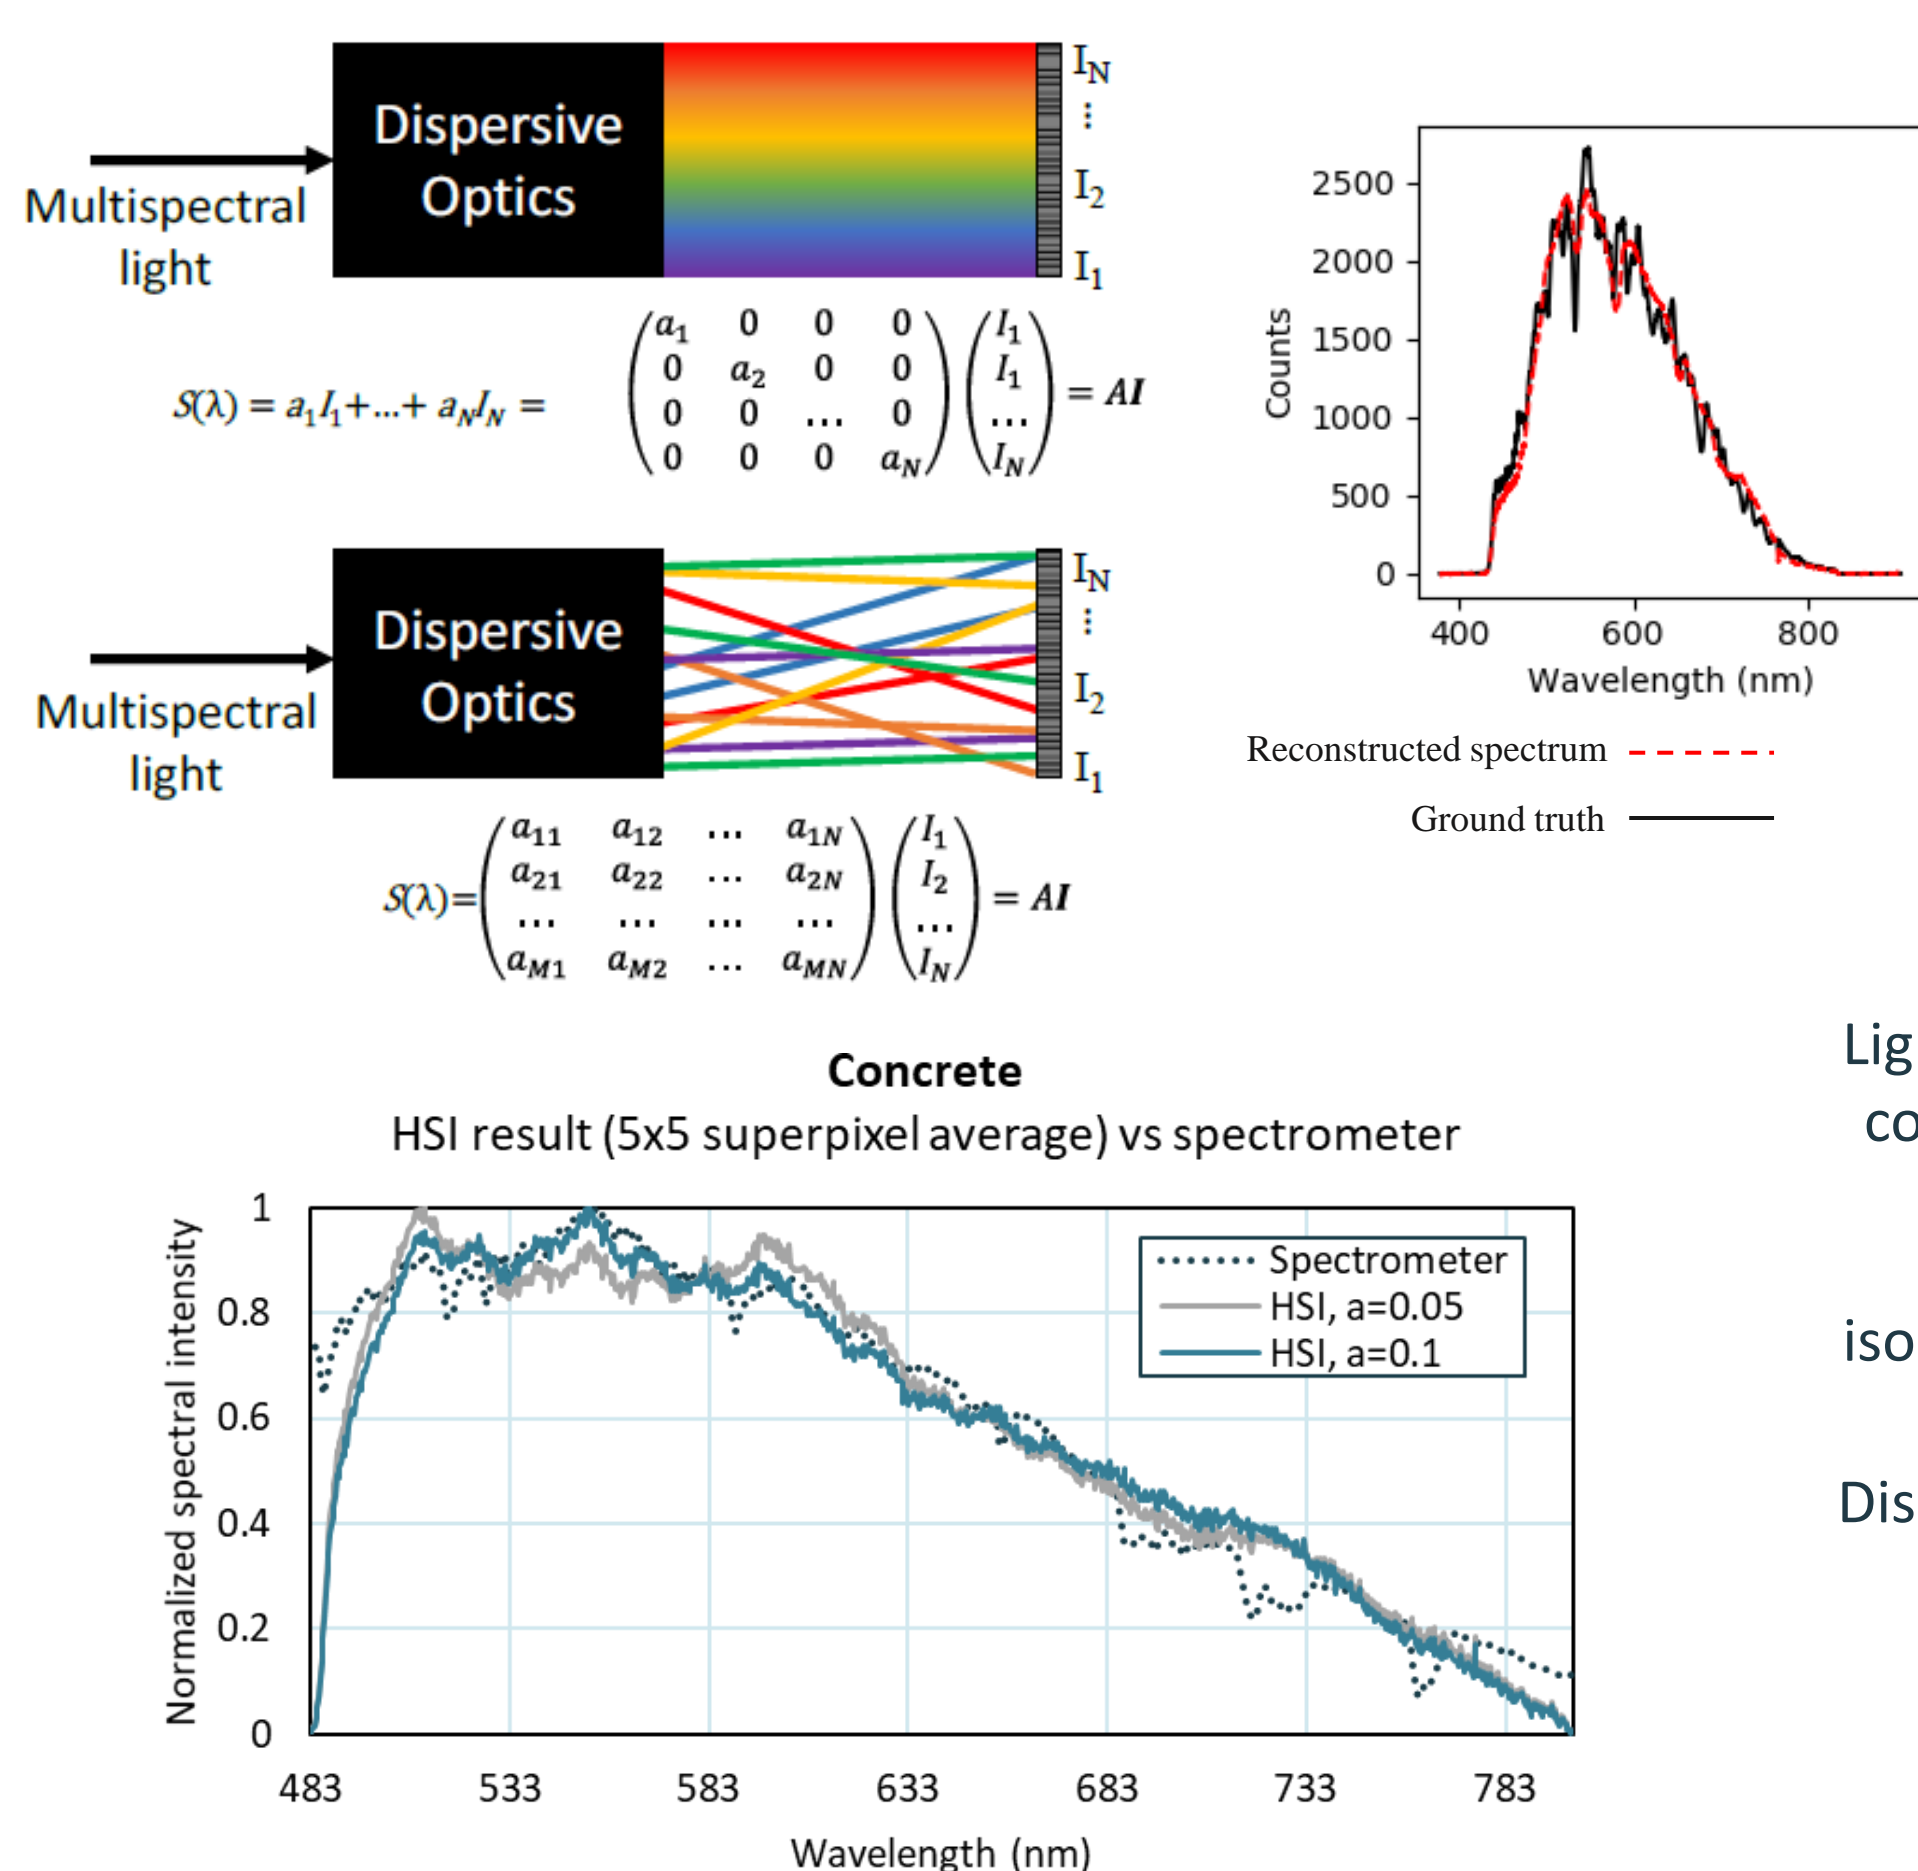 Dispersive
Optics
Multispectral
light
I_N
⋮
I_2
I_1
S(λ) = a_1I_1+...+ a_NI_N =
a_1 0 0 0
0 a_2 0 0
0 0 ... 0
0 0 0 a_N
I_1
I_1
...
I_N
= AI
Dispersive
Optics
Multispectral
light
I_N
⋮
I_2
I_1
S(λ)=
a_11 a_12 ... a_1N
a_21 a_22 ... a_2N
... ... ... ...
a_M1 a_M2 ... a_MN
I_1
I_2
...
I_N
= AI
Counts
2500
2000
1500
1000
500
0
400 600 800
Wavelength (nm)
Reconstructed spectrum
Ground truth
Concrete
HSI result (5x5 superpixel average) vs spectrometer
Normalized spectral intensity
1
0.8
0.6
0.4
0.2
0
Spectrometer
HSI, a=0.05
HSI, a=0.1
483 533 583 633 683 733 783
Wavelength (nm)
Lig
co
iso
Dis